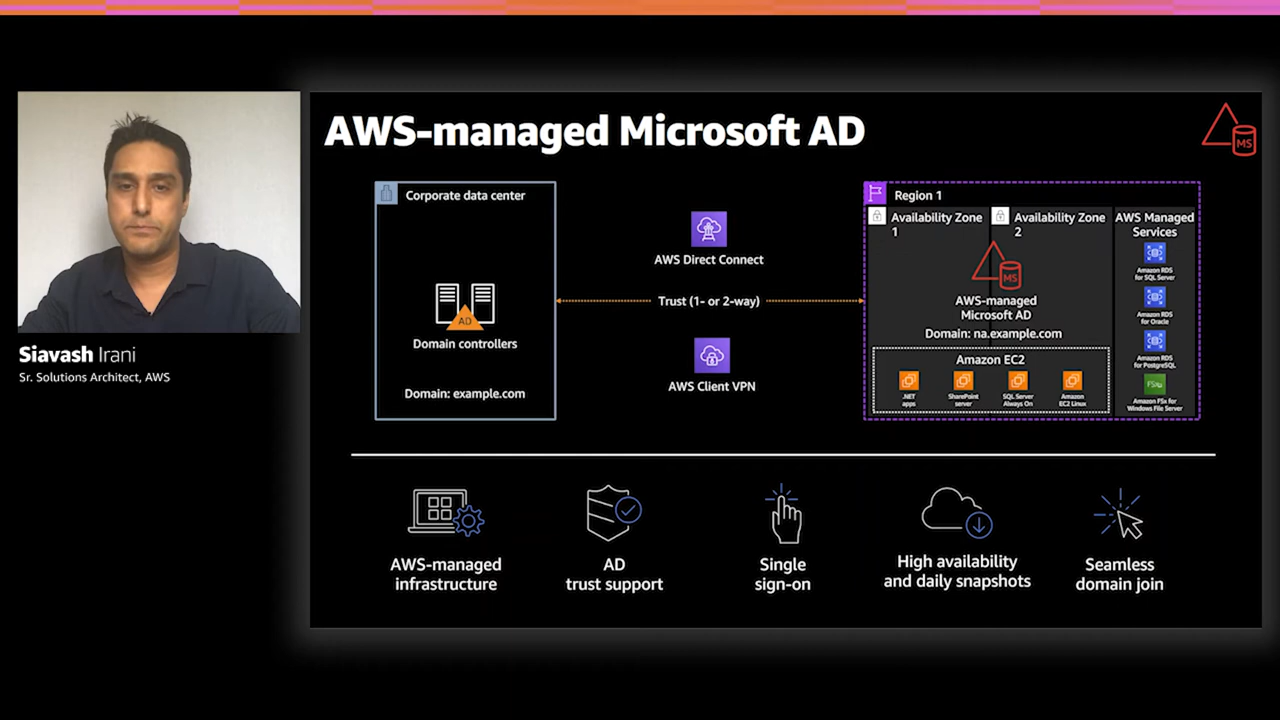 AWS-managed Microsoft AD
MS
Siavash Irani
Sr. Solutions Architect, AWS
Corporate data center
AD
Domain controllers
Domain: example.com
AWS Direct Connect
Trust (1- or 2-way)
AWS Client VPN
Region 1
Availability Zone
1
Availability Zone
2
AWS Managed
Services
MS
AWS-managed
Microsoft AD
Domain: na.example.com
Amazon EC2
.NET
apps
SharePoint
server
SQL Server
Always On
Amazon
EC2 Linux
Amazon RDS
for SQL Server
Amazon RDS
for Oracle
Amazon RDS
for PostgreSQL
FSx
Amazon FSx for
Windows File Server
AWS-managed
infrastructure
AD
trust support
Single
sign-on
High availability
and daily snapshots
Seamless
domain join